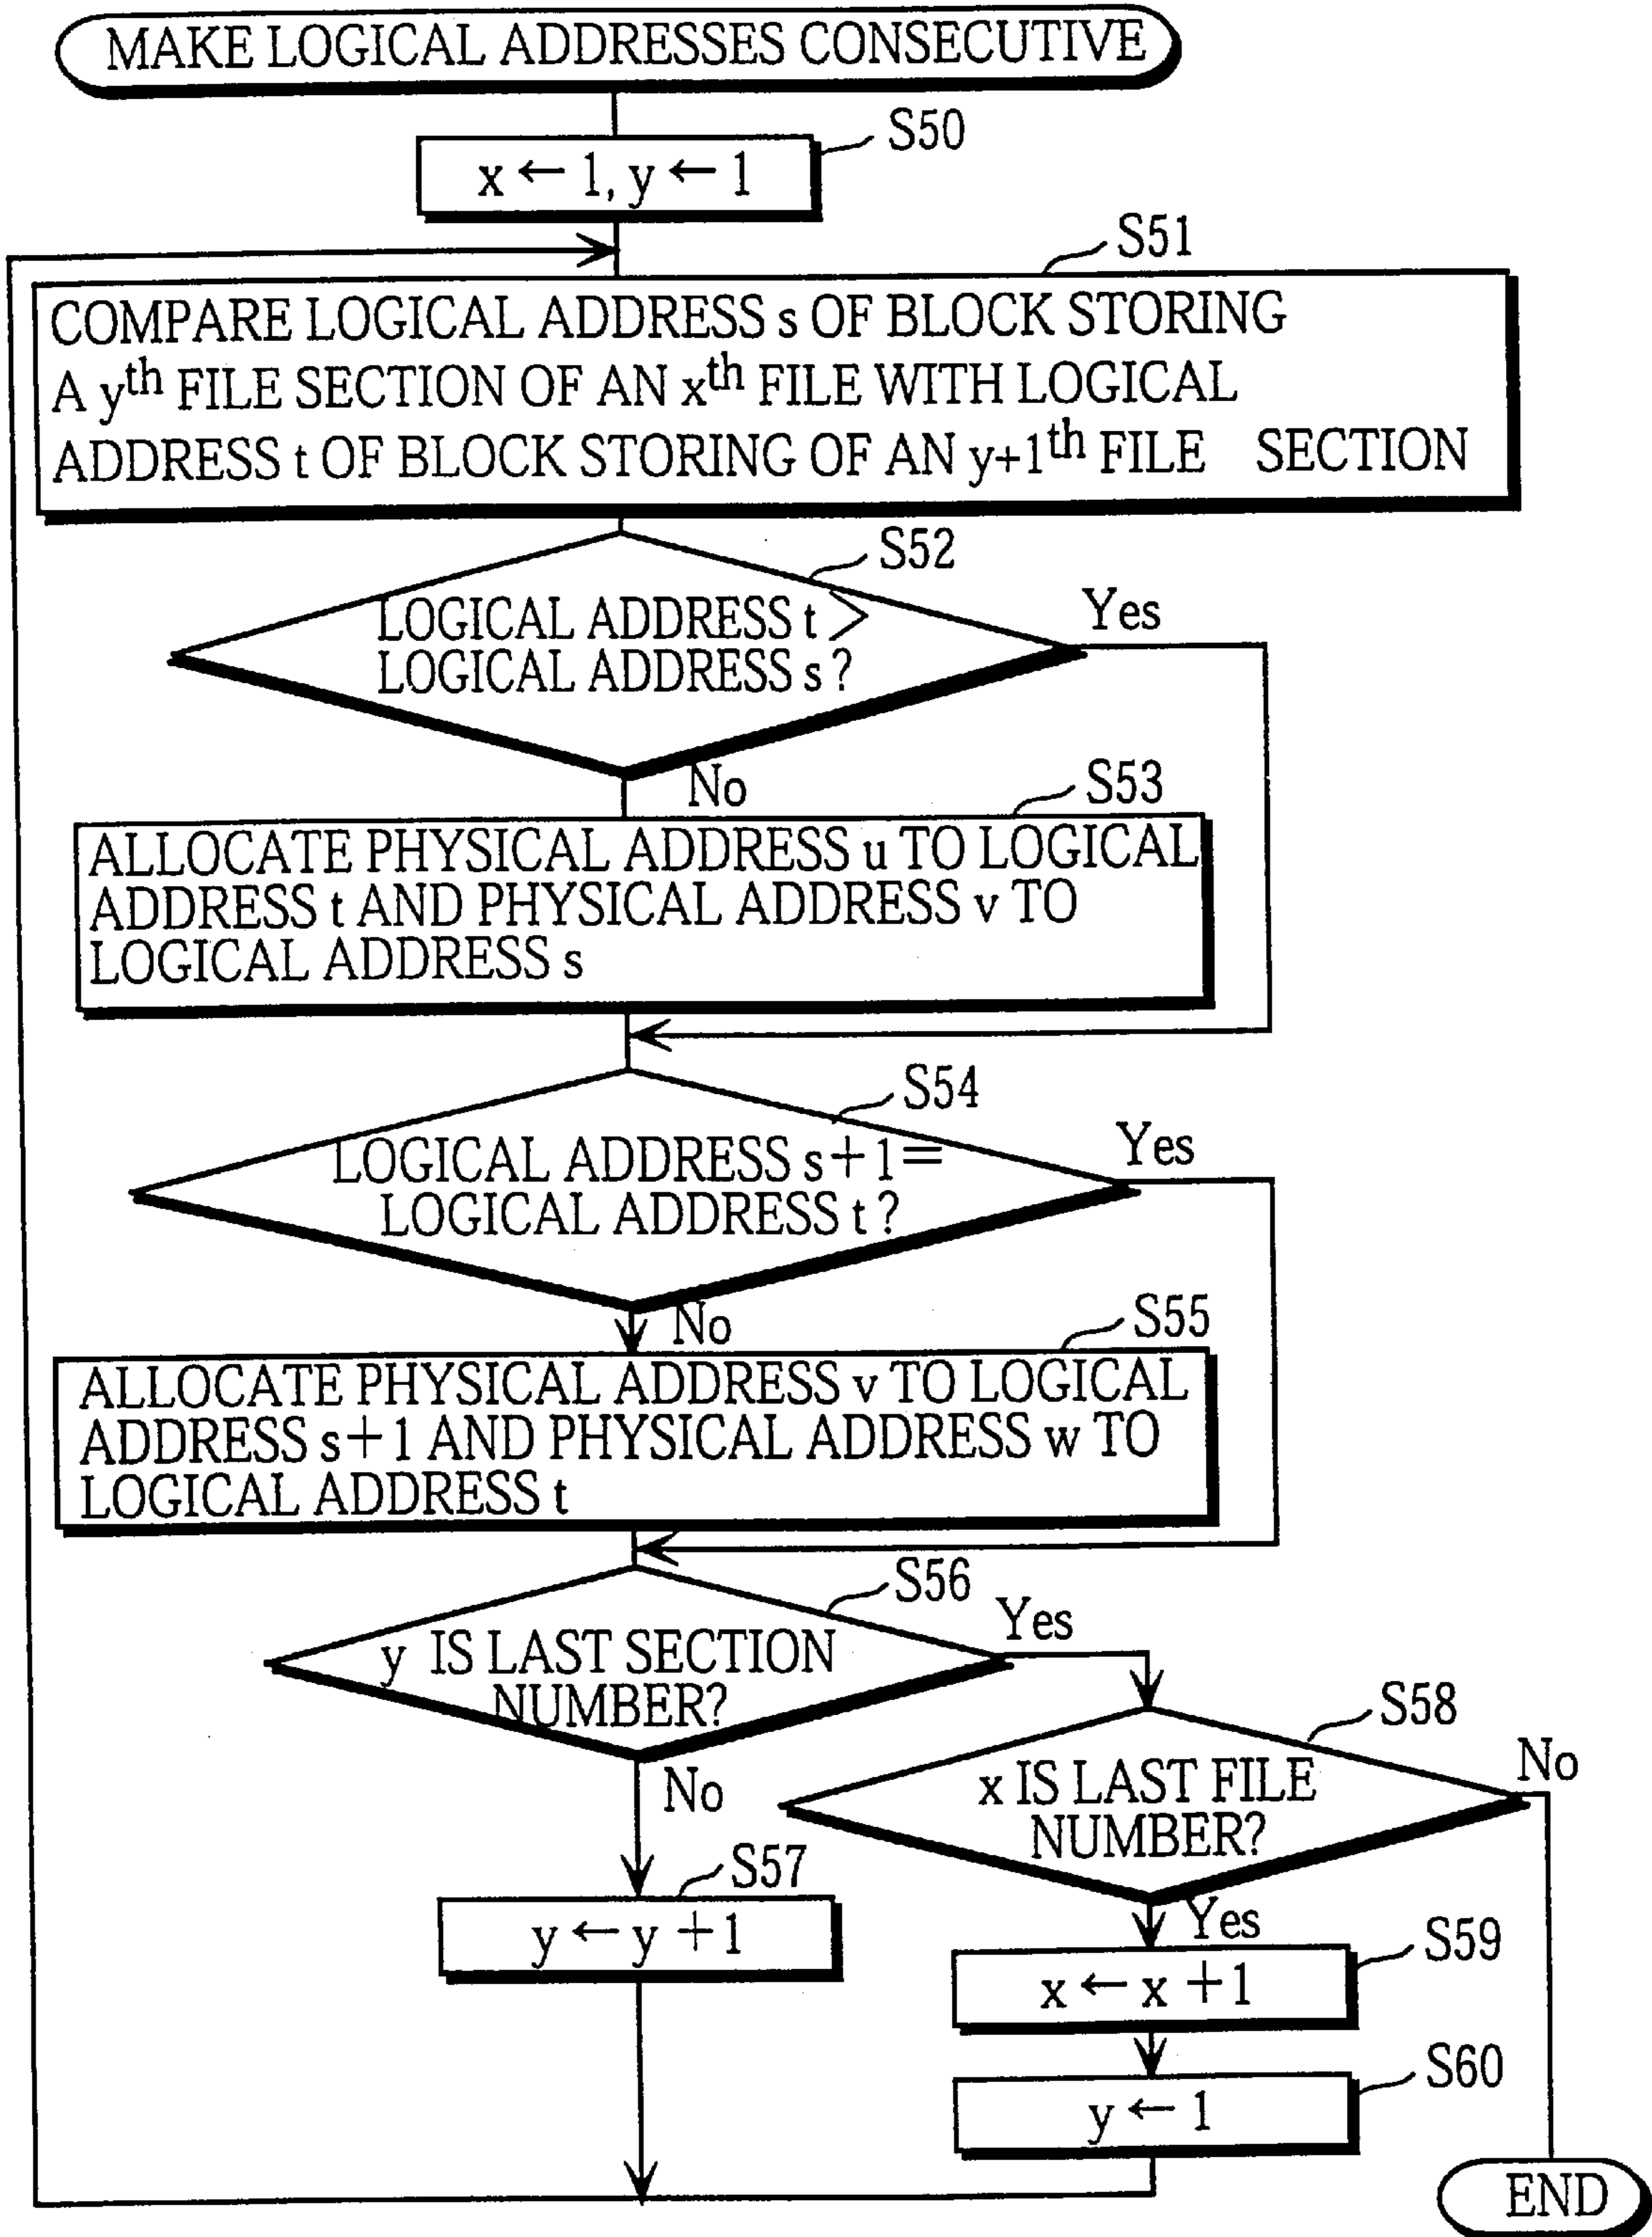 MAKE LOGICAL ADDRESSES CONSECUTIVE
S50
x ← 1, y ← 1
S51
COMPARE LOGICAL ADDRESS s OF BLOCK STORING
A yth FILE SECTION OF AN xth FILE WITH LOGICAL
ADDRESS t OF BLOCK STORING OF AN y+1th FILE SECTION
S52
LOGICAL ADDRESS t >
LOGICAL ADDRESS s ?
Yes
No
S53
ALLOCATE PHYSICAL ADDRESS u TO LOGICAL
ADDRESS t AND PHYSICAL ADDRESS v TO
LOGICAL ADDRESS s
S54
LOGICAL ADDRESS s+1=
LOGICAL ADDRESS t ?
Yes
No
S55
ALLOCATE PHYSICAL ADDRESS v TO LOGICAL
ADDRESS s+1 AND PHYSICAL ADDRESS w TO
LOGICAL ADDRESS t
S56
y IS LAST SECTION
NUMBER?
Yes
No
S58
x IS LAST FILE
NUMBER?
No
Yes
S57
y ← y +1
S59
x ← x +1
S60
y ← 1
END